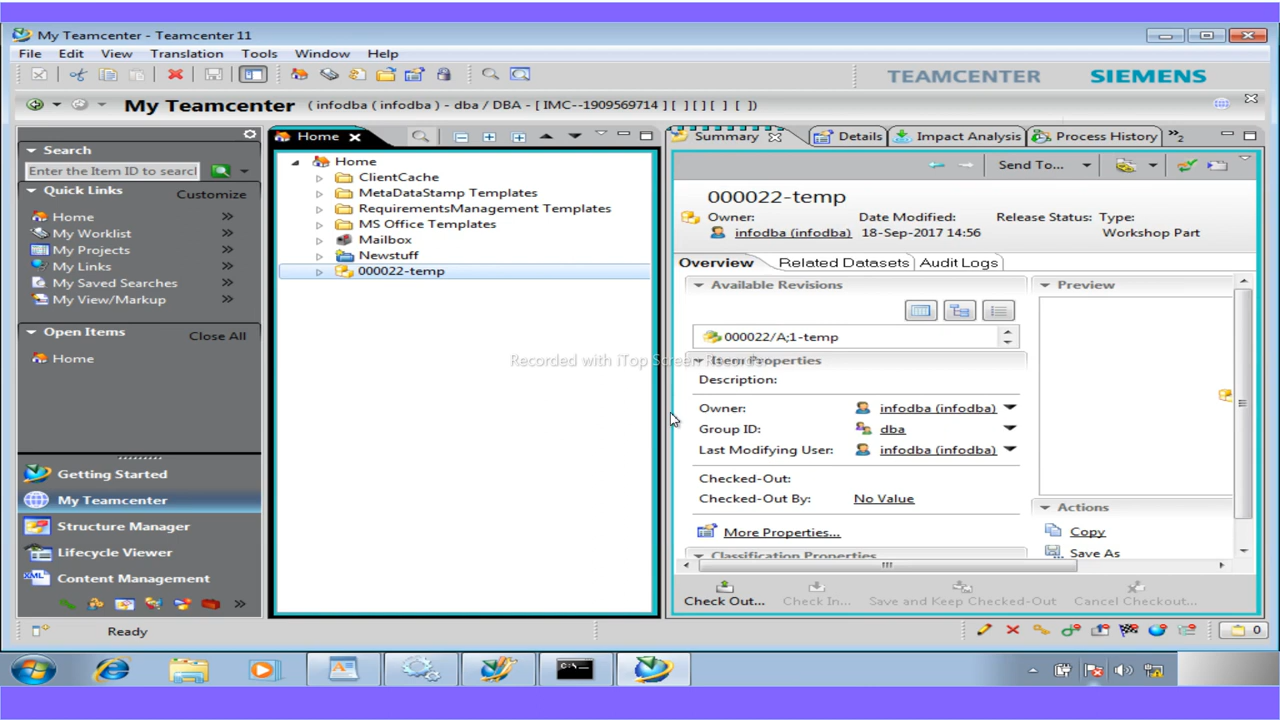 My Teamcenter - Teamcenter 11
File Edit View Translation Tools Window Help
TEAMCENTER SIEMENS
My Teamcenter ( infodba ( infodba ) - dba / DBA - [ IMC--1909569714 ] [ ] [ ] [ ] )
Search
Enter the Item ID to searcl
Quick Links Customize
Home
My Worklist
My Projects
My Links
My Saved Searches
My View/Markup
Open Items Close All
Home
Getting Started
My Teamcenter
Structure Manager
Lifecycle Viewer
Content Management
Home
Home
ClientCache
MetaDataStamp Templates
RequirementsManagement Templates
MS Office Templates
Mailbox
Newstuff
000022-temp
Summary Details Impact Analysis Process History 2
Send To...
000022-temp
Owner: Date Modified: Release Status: Type:
infodba (infodba) 18-Sep-2017 14:56 Workshop Part
Overview Related Datasets Audit Logs
Available Revisions
000022/A;1-temp
Recorded with iTop Screen Recorder
Item Properties
Description:
Owner: infodba (infodba)
Group ID: dba
Last Modifying User: infodba (infodba)
Checked-Out:
Checked-Out By: No Value
More Properties...
Classification Properties
Preview
Actions
Copy
Save As
Check Out... Check In... Save and Keep Checked-Out Cancel Checkout...
Ready
0